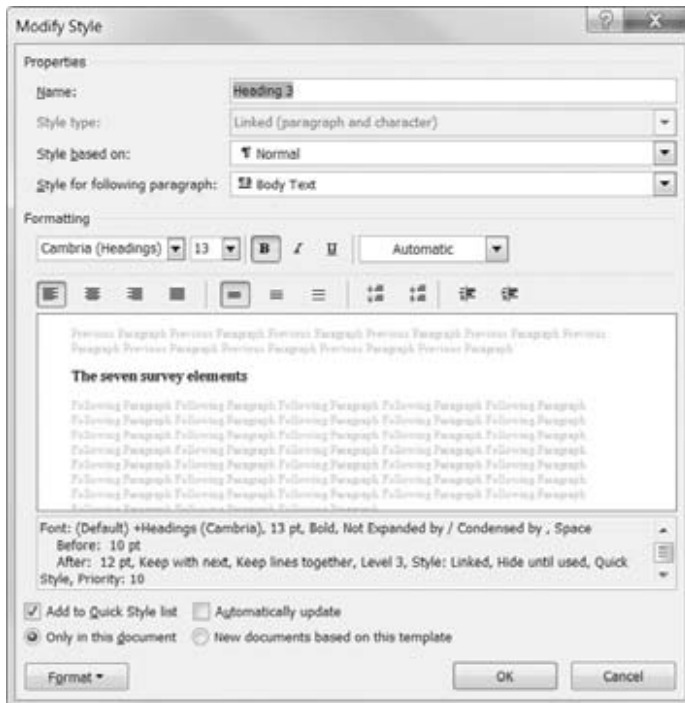 Modify Style
Properties
Name: Heading 3
Style type: Linked (paragraph and character)
Style based on: ¶ Normal
Style for following paragraph: ¶a Body Text
Formatting
Cambria (Headings) 13 B I U Automatic
Previous Paragraph Previous Paragraph Previous Paragraph Previous Paragraph Previous Paragraph Previous
Paragraph Previous Paragraph Previous Paragraph Previous Paragraph Previous Paragraph
The seven survey elements
Following Paragraph Following Paragraph Following Paragraph Following Paragraph Following Paragraph
Following Paragraph Following Paragraph Following Paragraph Following Paragraph Following Paragraph
Following Paragraph Following Paragraph Following Paragraph Following Paragraph Following Paragraph
Following Paragraph Following Paragraph Following Paragraph Following Paragraph Following Paragraph
Following Paragraph Following Paragraph Following Paragraph Following Paragraph Following Paragraph
Following Paragraph Following Paragraph Following Paragraph Following Paragraph Following Paragraph
Font: (Default) +Headings (Cambria), 13 pt, Bold, Not Expanded by / Condensed by , Space
Before: 10 pt
After: 12 pt, Keep with next, Keep lines together, Level 3, Style: Linked, Hide until used, Quick
Style, Priority: 10
Add to Quick Style list Automatically update
Only in this document New documents based on this template
Format OK Cancel